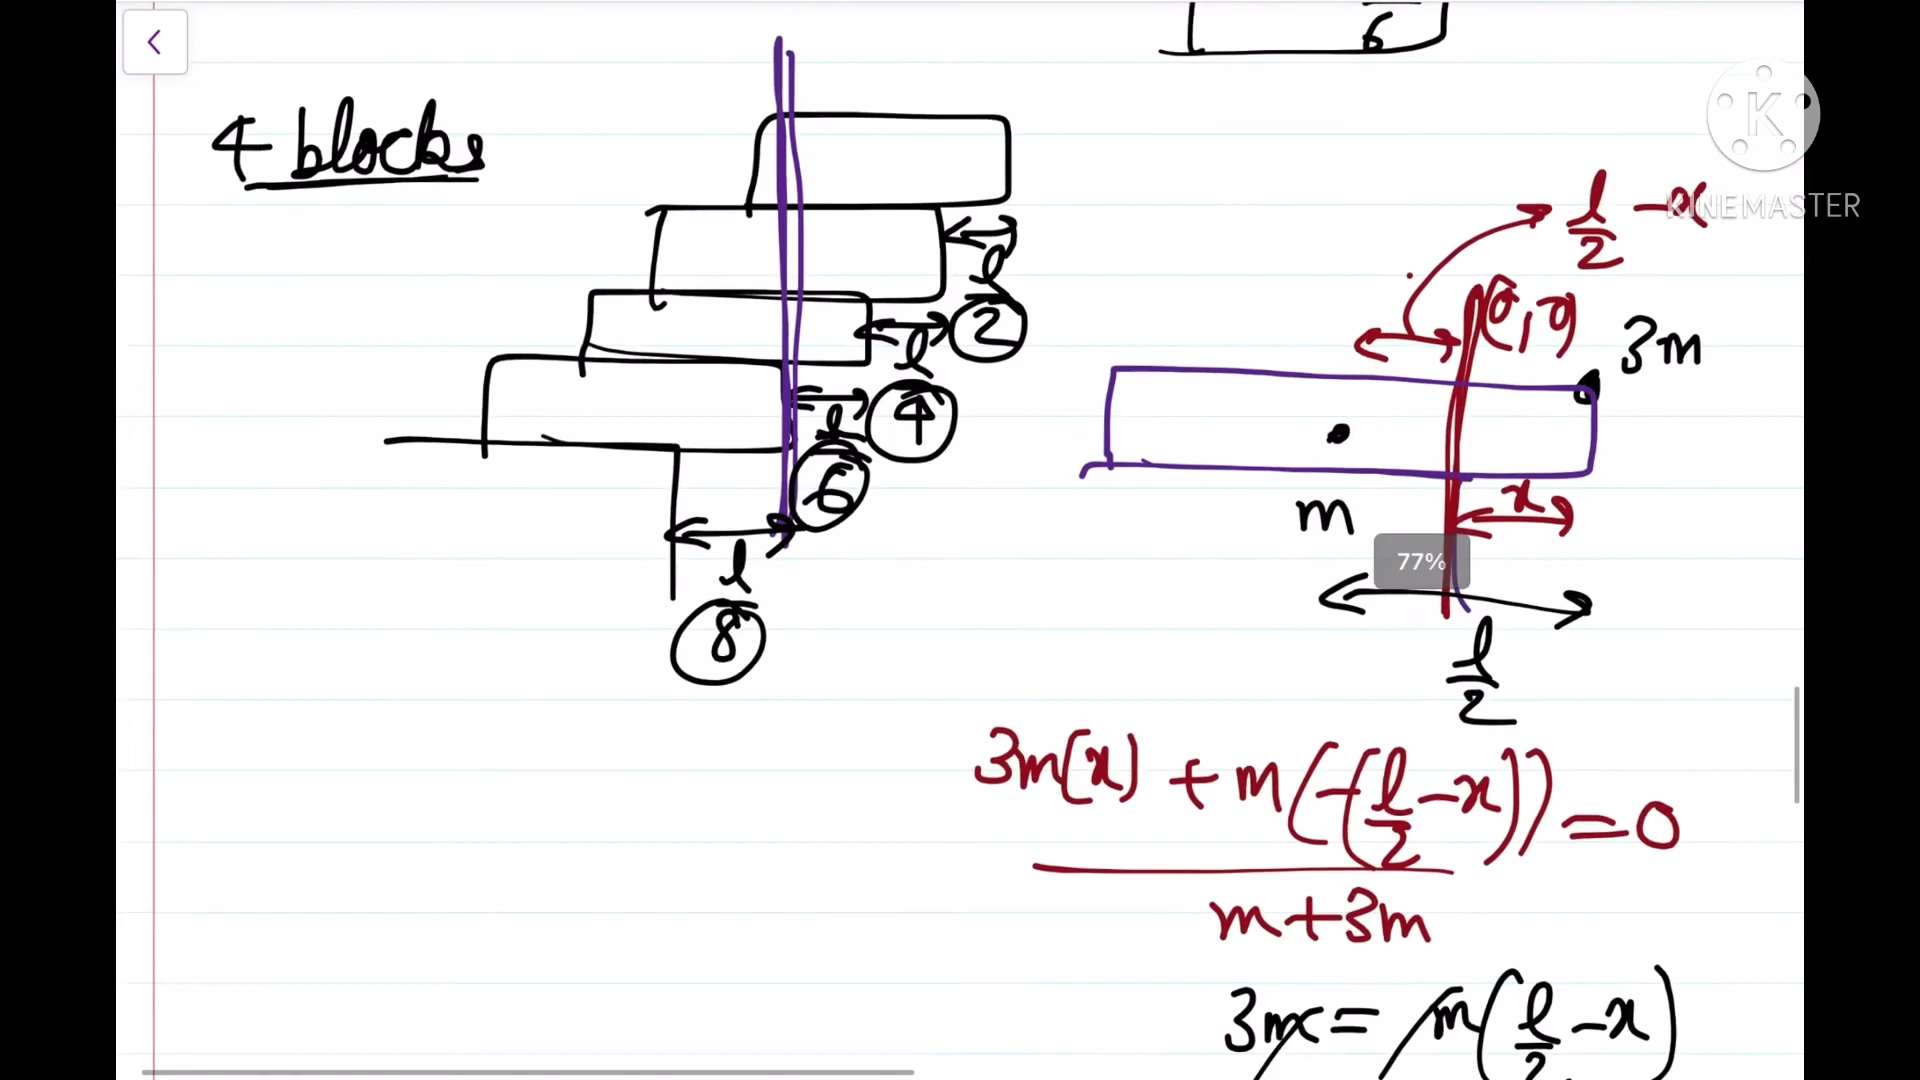 6
4 blocks
l/2
l/4
l/6
l/8
l/2 - x
(0,0)
3m
m
x
77%
l/2
3m(x) + m(-(l/2 - x)) = 0
m+3m
3mx = m(l/2 - x)
K
KINEMASTER